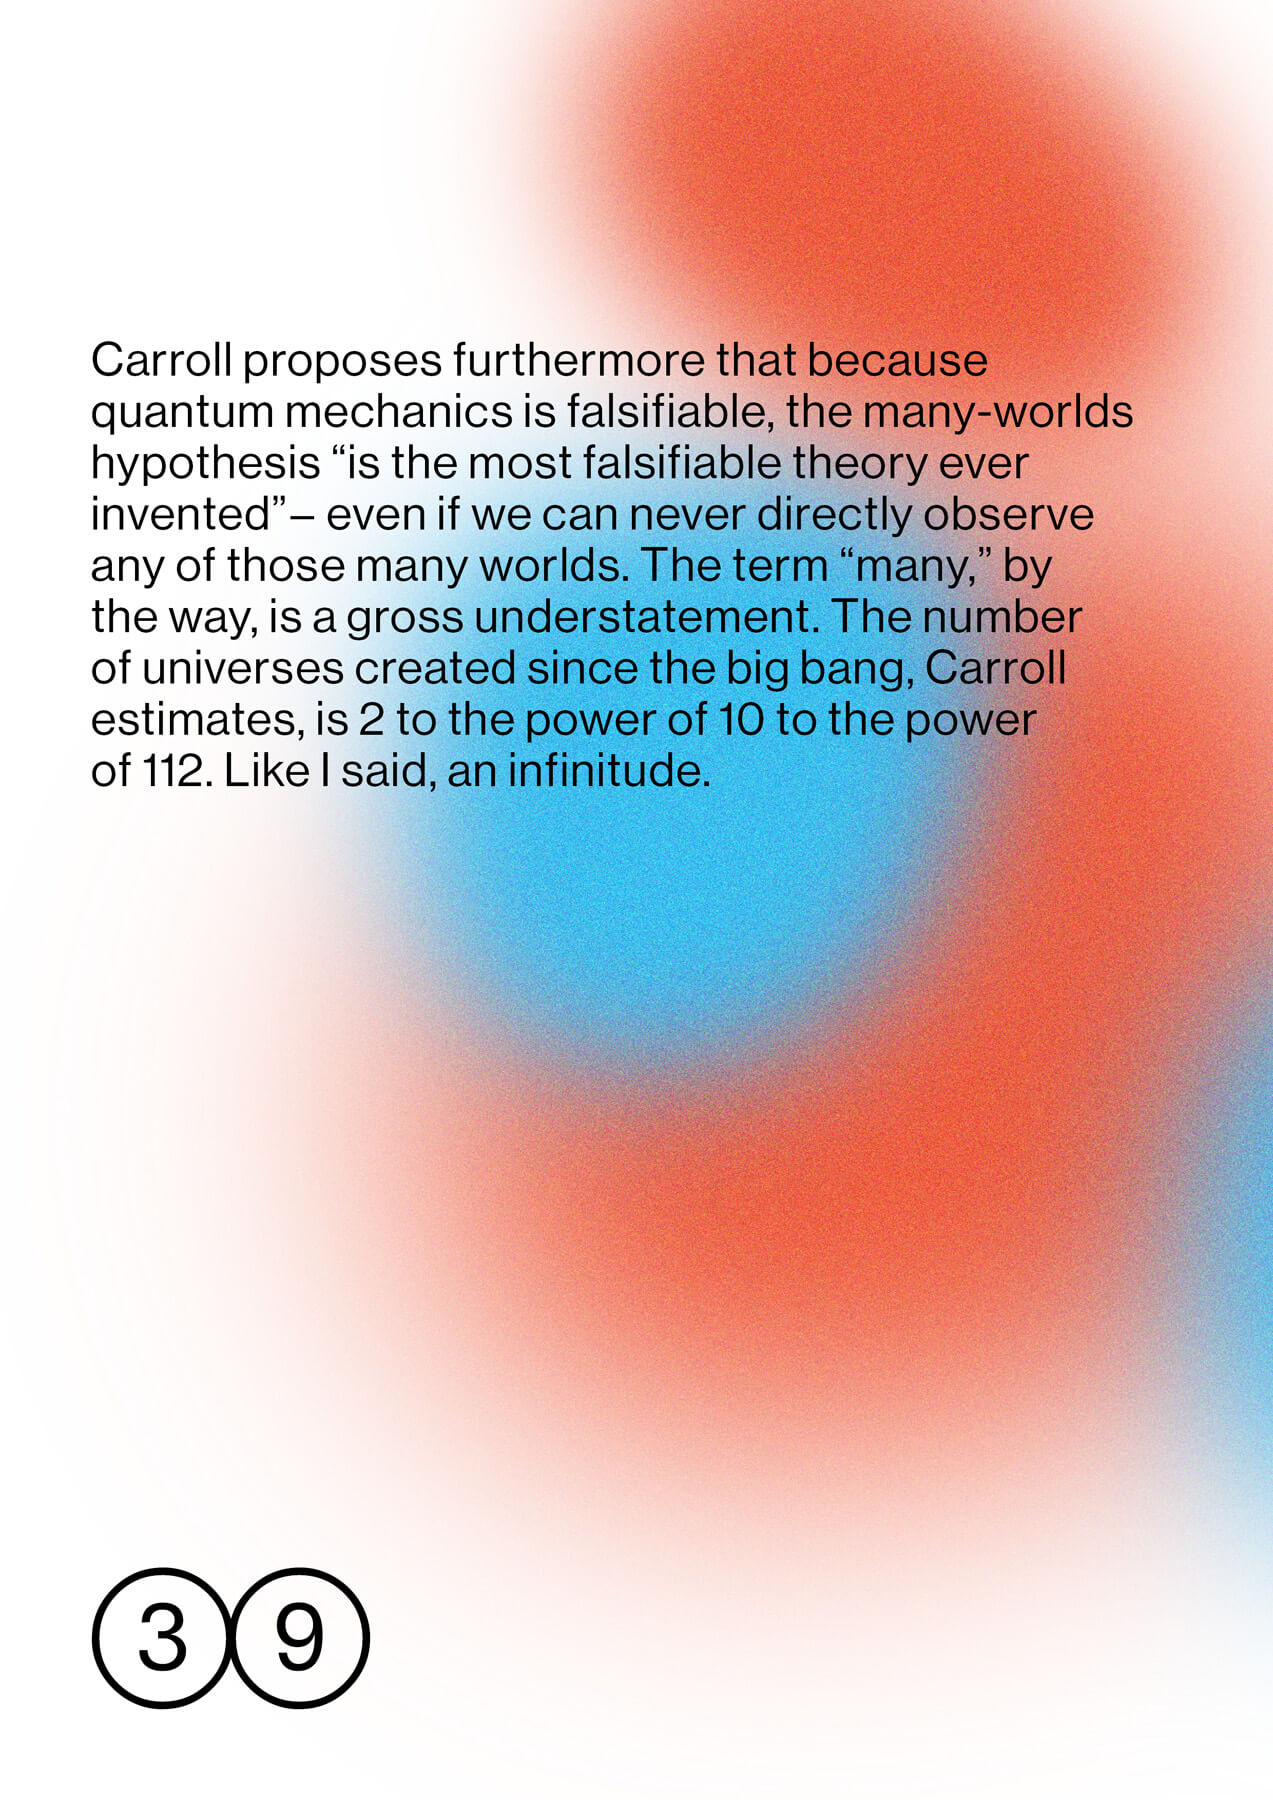 Carroll proposes furthermore that because
quantum mechanics is falsifiable, the many-worlds
hypothesis “is the most falsifiable theory ever
invented”– even if we can never directly observe
any of those many worlds. The term “many,” by
the way, is a gross understatement. The number
of universes created since the big bang, Carroll
estimates, is 2 to the power of 10 to the power
of 112. Like I said, an infinitude.
3 9